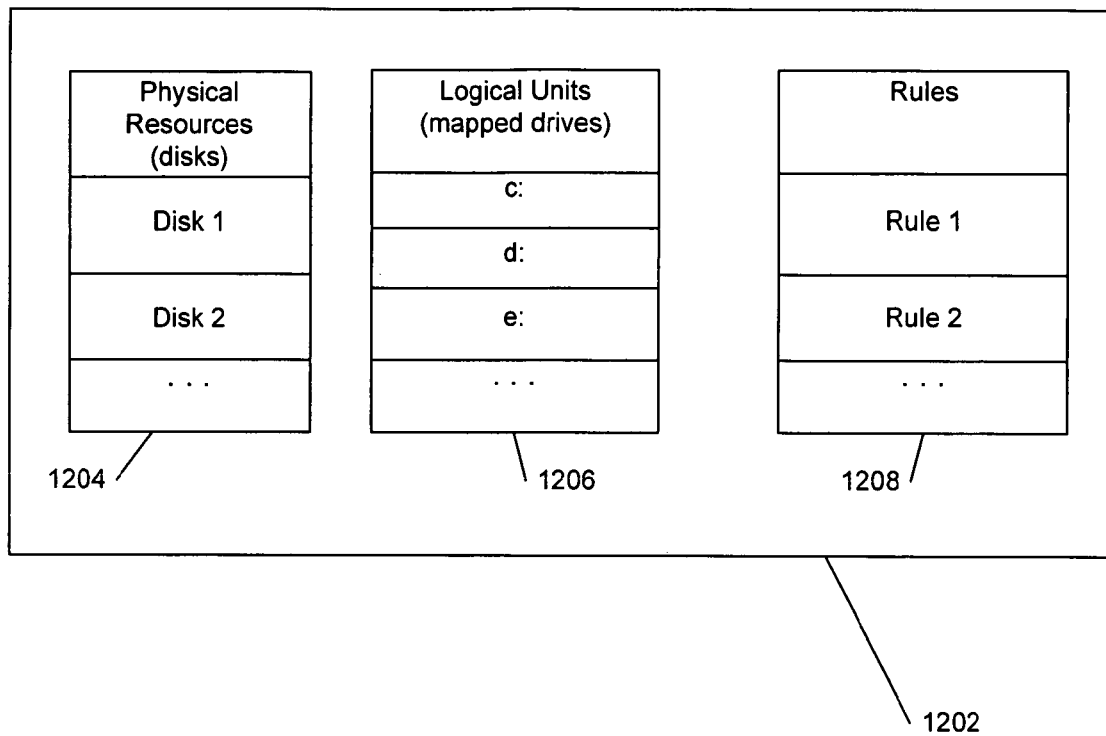 Physical
Resources
(disks)
Disk 1
Disk 2
. . .
1204
Logical Units
(mapped drives)
c:
d:
e:
. . .
1206
Rules
Rule 1
Rule 2
. . .
1208
1202